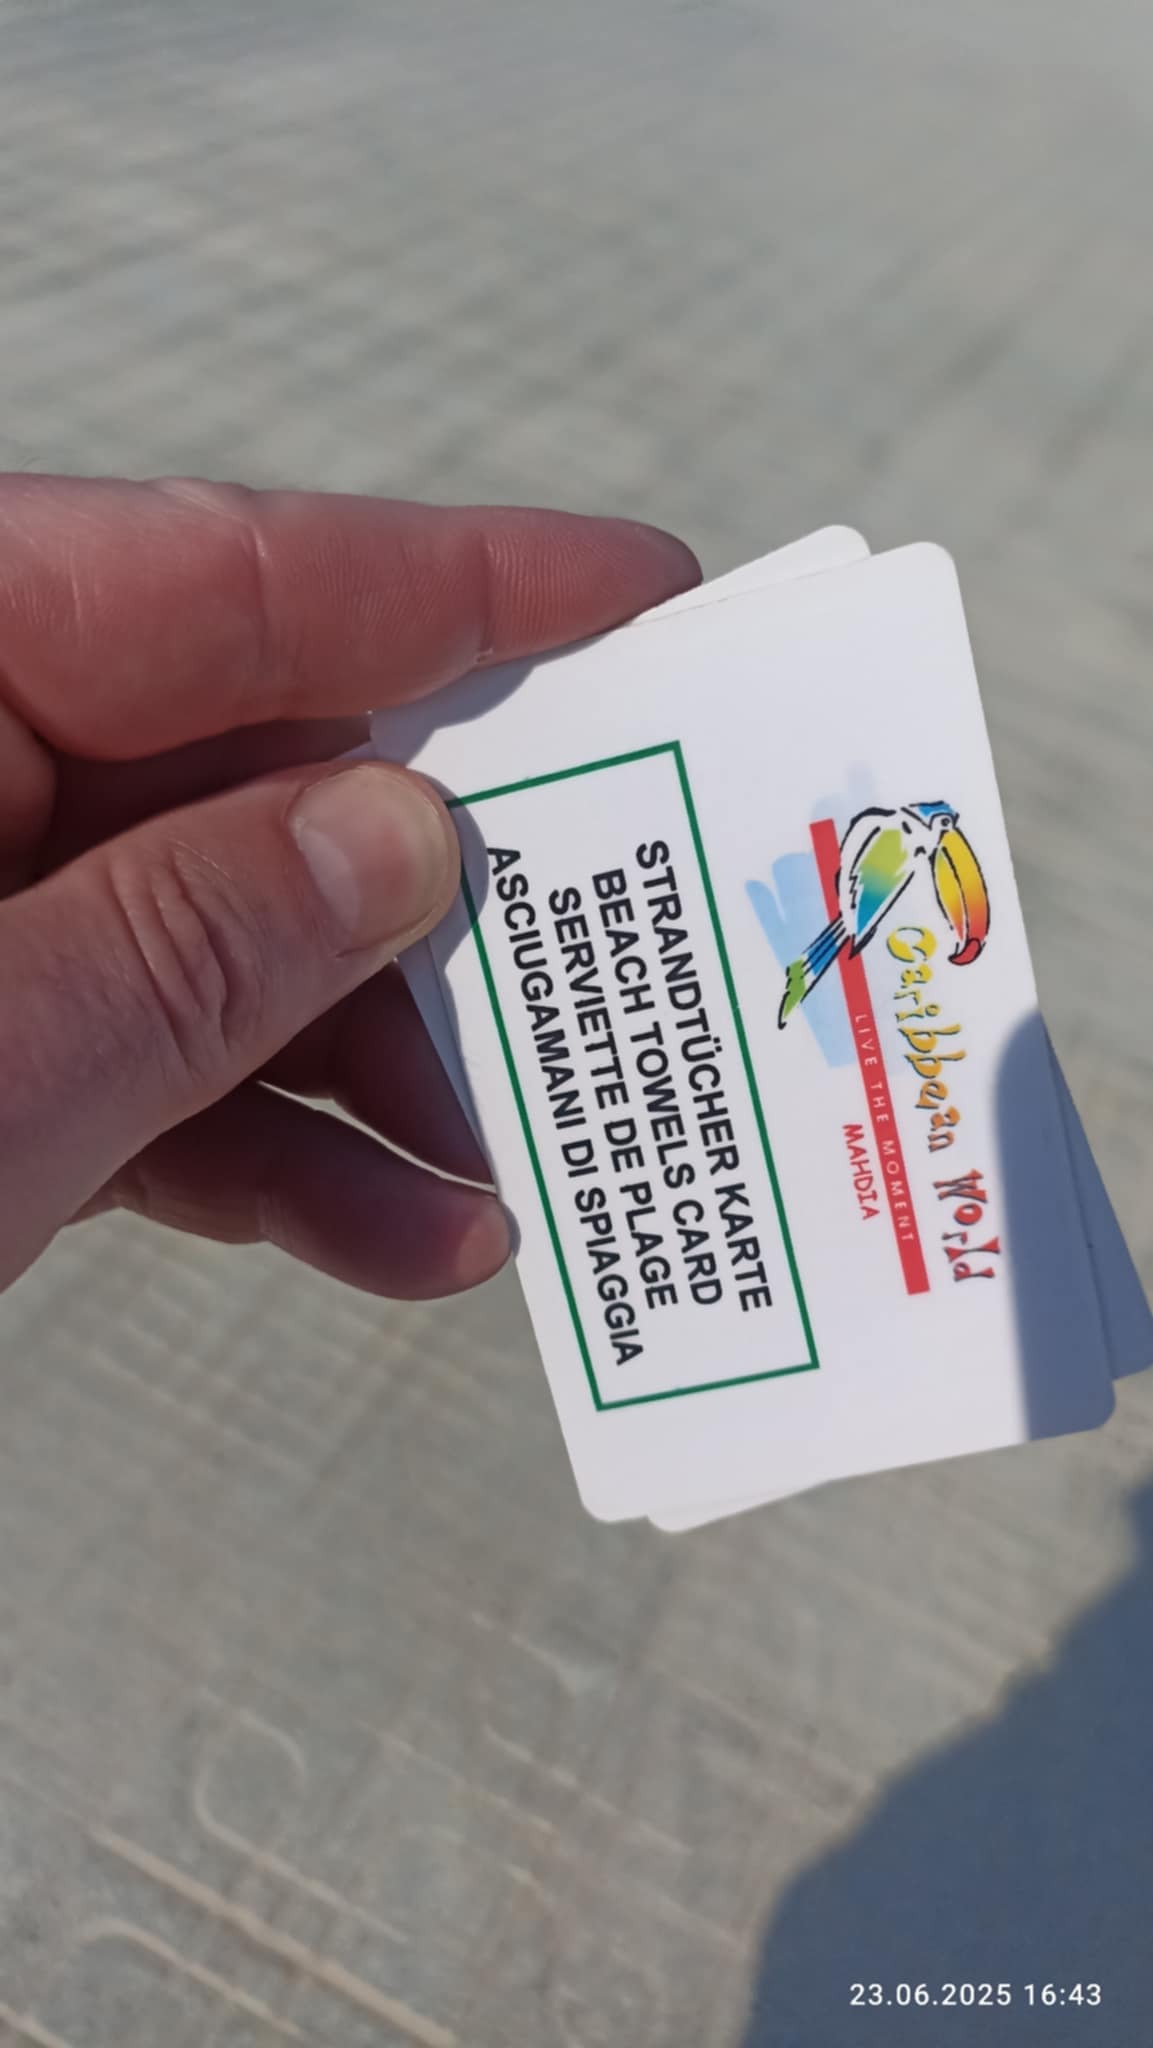 Caribbean World
LIVE THE MOMENT
MAHDIA
STRANDTÜCHER KARTE
BEACH TOWELS CARD
SERVIETTE DE PLAGE
ASCIUGAMANI DI SPIAGGIA
23.06.2025 16:43